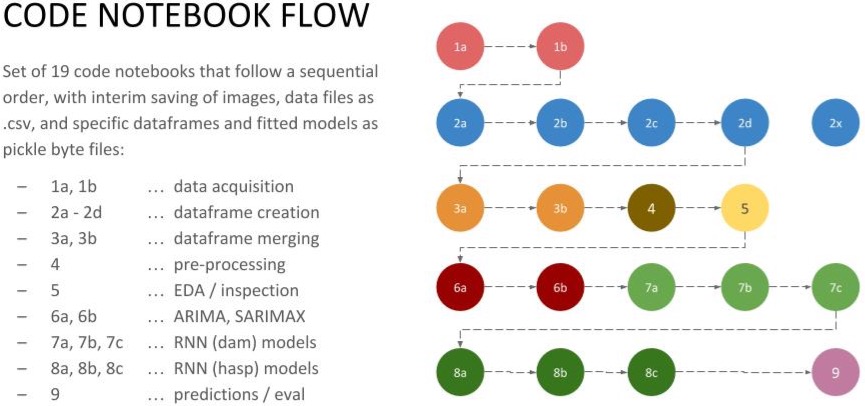 CODE NOTEBOOK FLOW
Set of 19 code notebooks that follow a sequential
order, with interim saving of images, data files as
.csv, and specific dataframes and fitted models as
pickle byte files:
– 1a, 1b ... data acquisition
– 2a - 2d ... dataframe creation
– 3a, 3b ... dataframe merging
– 4 ... pre-processing
– 5 ... EDA / inspection
– 6a, 6b ... ARIMA, SARIMAX
– 7a, 7b, 7c ... RNN (dam) models
– 8a, 8b, 8c ... RNN (hasp) models
– 9 ... predictions / eval
1a 1b
2a 2b 2c 2d 2x
3a 3b 4 5
6a 6b 7a 7b 7c
8a 8b 8c 9